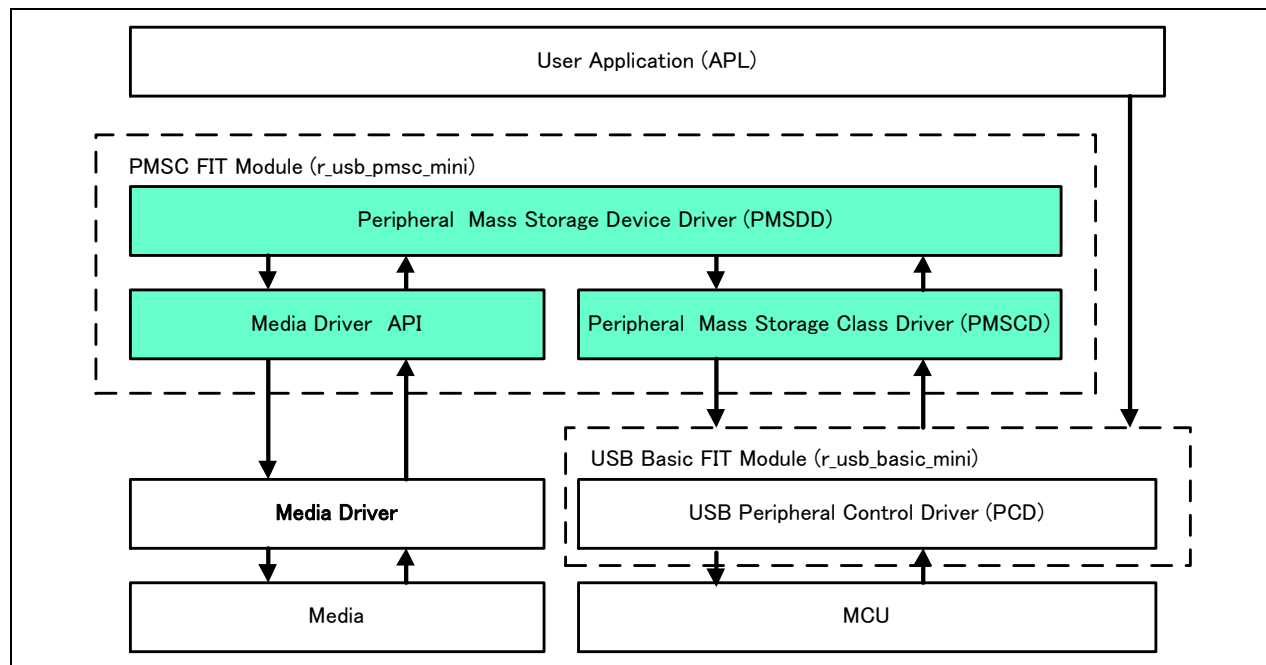 User Application (APL)
PMSC FIT Module (r_usb_pmsc_mini)
Peripheral Mass Storage Device Driver (PMSDD)
Media Driver API
Peripheral Mass Storage Class Driver (PMSCD)
USB Basic FIT Module (r_usb_basic_mini)
Media Driver
USB Peripheral Control Driver (PCD)
Media
MCU